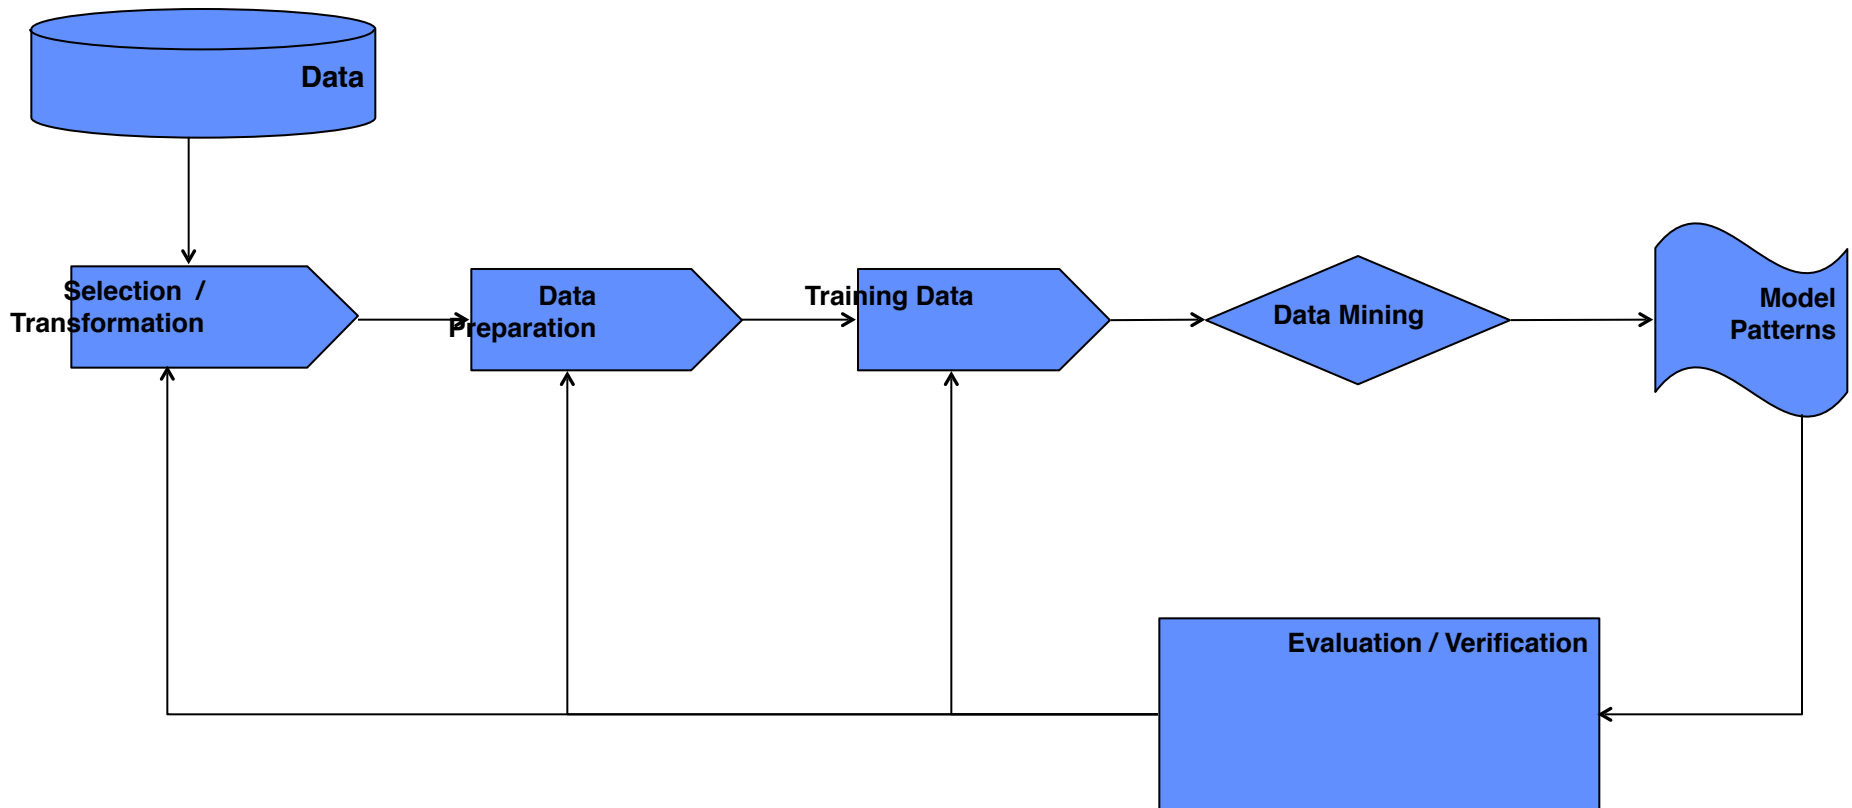 Data
Selection /
Transformation
Data
Preparation
Training Data
Data Mining
Model
Patterns
Evaluation / Verification